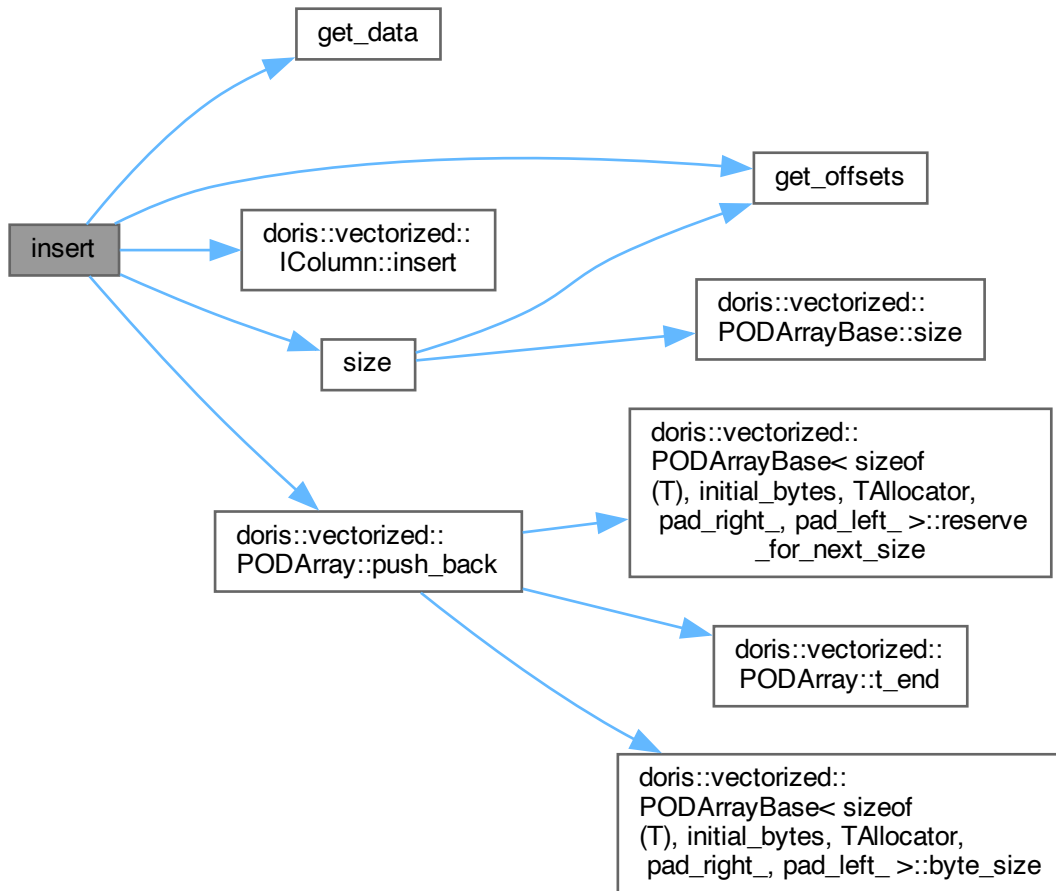 get_data
get_offsets
insert
doris::vectorized::
IColumn::insert
doris::vectorized::
PODArrayBase::size
size
doris::vectorized::
PODArrayBase< sizeof
(T), initial_bytes, TAllocator,
pad_right_, pad_left_ >::reserve
_for_next_size
doris::vectorized::
PODArray::push_back
doris::vectorized::
PODArray::t_end
doris::vectorized::
PODArrayBase< sizeof
(T), initial_bytes, TAllocator,
pad_right_, pad_left_ >::byte_size